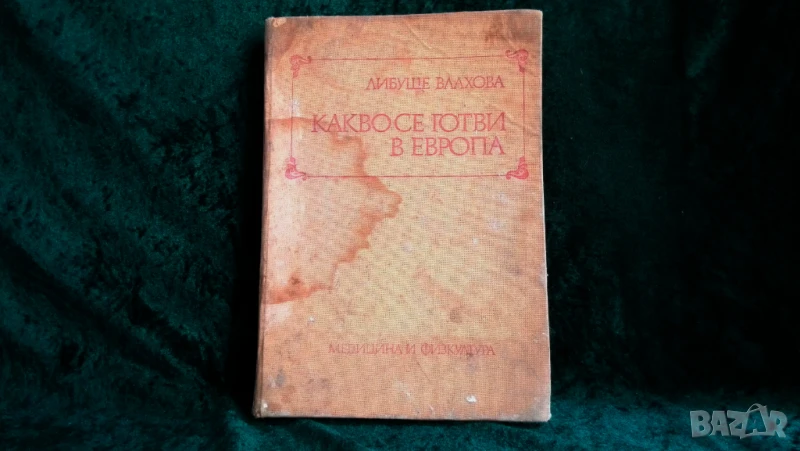 ЛИБУШЕ ВЛАХОВА
КАКВО СЕ ГОТВИ
В ЕВРОПА
МЕДИЦИНА И ФИЗКУЛТУРА
BAZAR